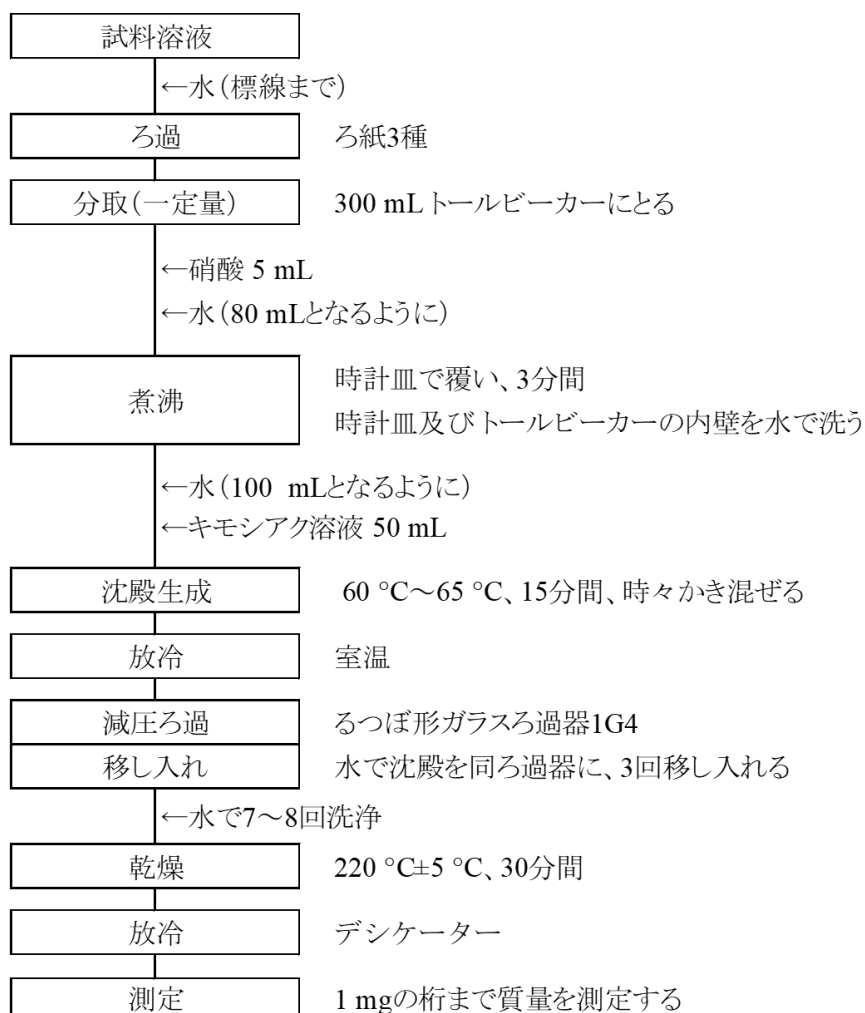 試料溶液
←水(標線まで)
ろ過 ろ紙3種
分取(一定量) 300 mLトールビーカーにとる
←硝酸 5 mL
←水(80 mLとなるように)
煮沸 時計皿で覆い、3分間
時計皿及びトールビーカーの内壁を水で洗う
←水(100 mLとなるように)
←キモシアク溶液 50 mL
沈殿生成 60 °C~65 °C、15分間、時々かき混ぜる
放冷 室温
減圧ろ過 るつぼ形ガラスろ過器1G4
移し入れ 水で沈殿を同ろ過器に、3回移し入れる
←水で7~8回洗浄
乾燥 220 °C±5 °C、30分間
放冷 デシケーター
測定 1 mgの桁まで質量を測定する